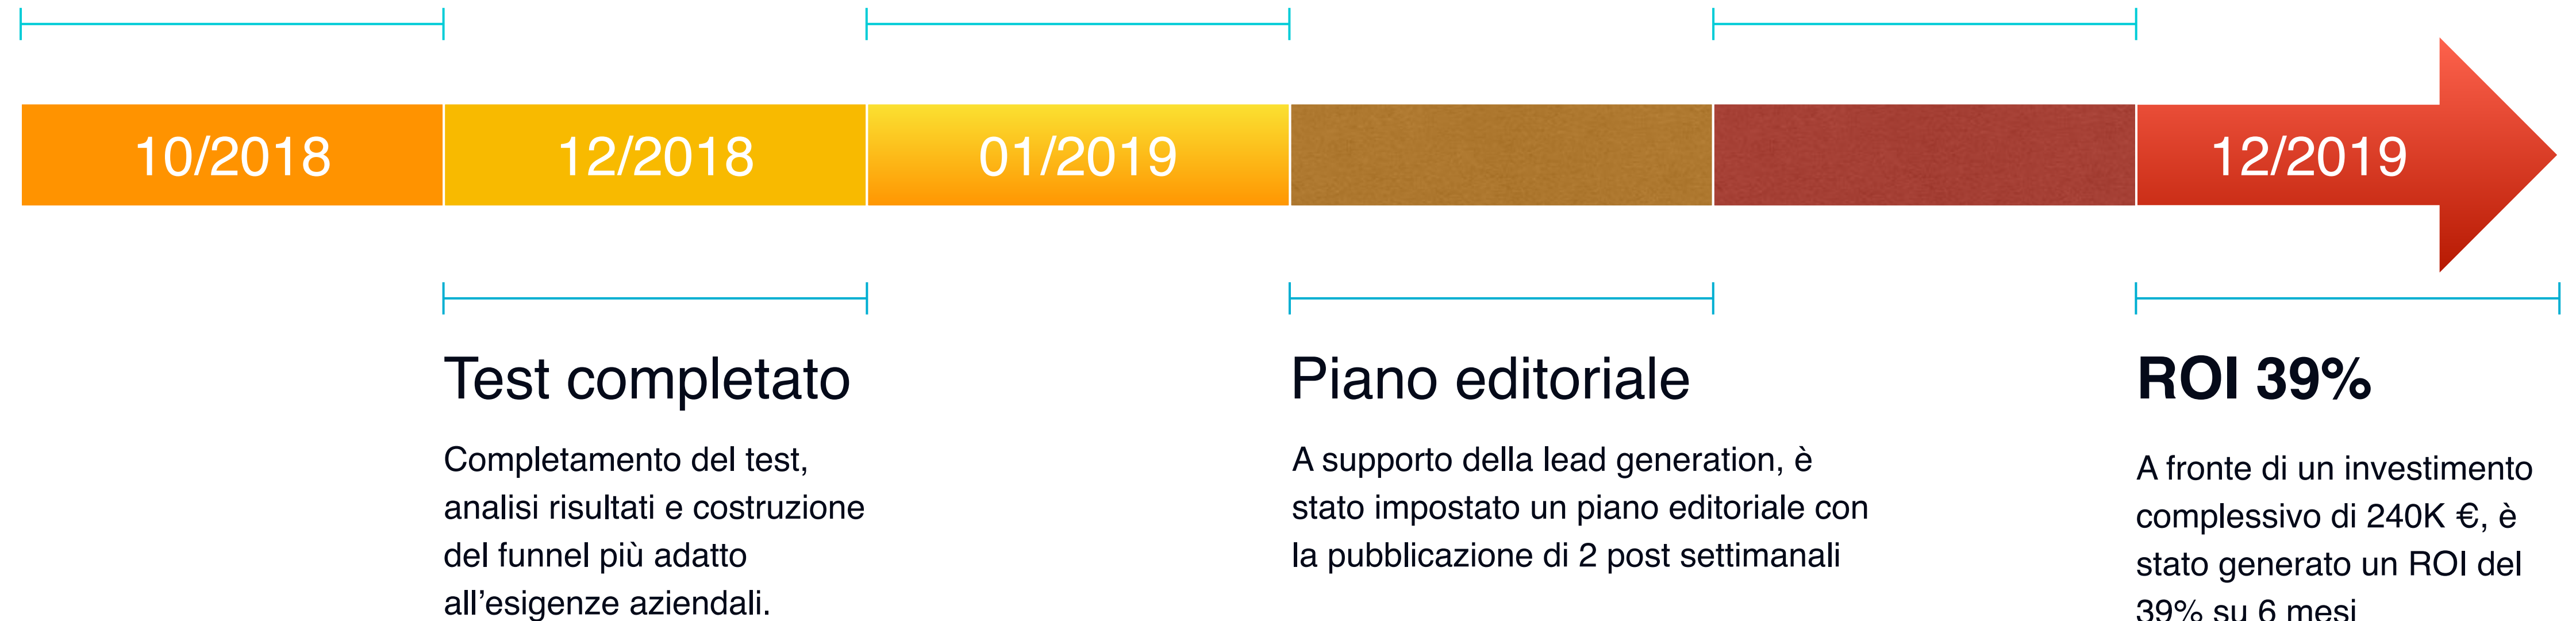 10/2018
12/2018
01/2019
12/2019
Test completato
Completamento del test,
analisi risultati e costruzione
del funnel più adatto
all’esigenze aziendali.
Piano editoriale
A supporto della lead generation, è
stato impostato un piano editoriale con
la pubblicazione di 2 post settimanali
ROI 39%
A fronte di un investimento
complessivo di 240K €, è
stato generato un ROI del
39% su 6 mesi